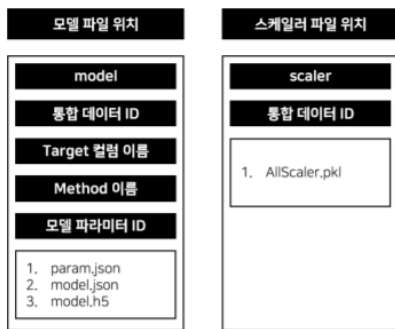 모델 파일 위치
model
통합 데이터 ID
Target 컬럼 이름
Method 이름
모델 파라미터 ID
1. param.json
2. model.json
3. model.h5
스케일러 파일 위치
scaler
통합 데이터 ID
1. AllScaler.pkl